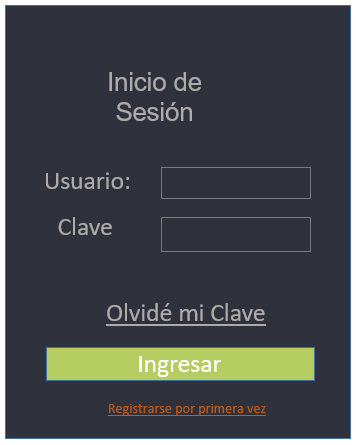 Inicio de
Sesión
Usuario:
Clave
Olvidé mi Clave
Ingresar
Registrarse por primera vez